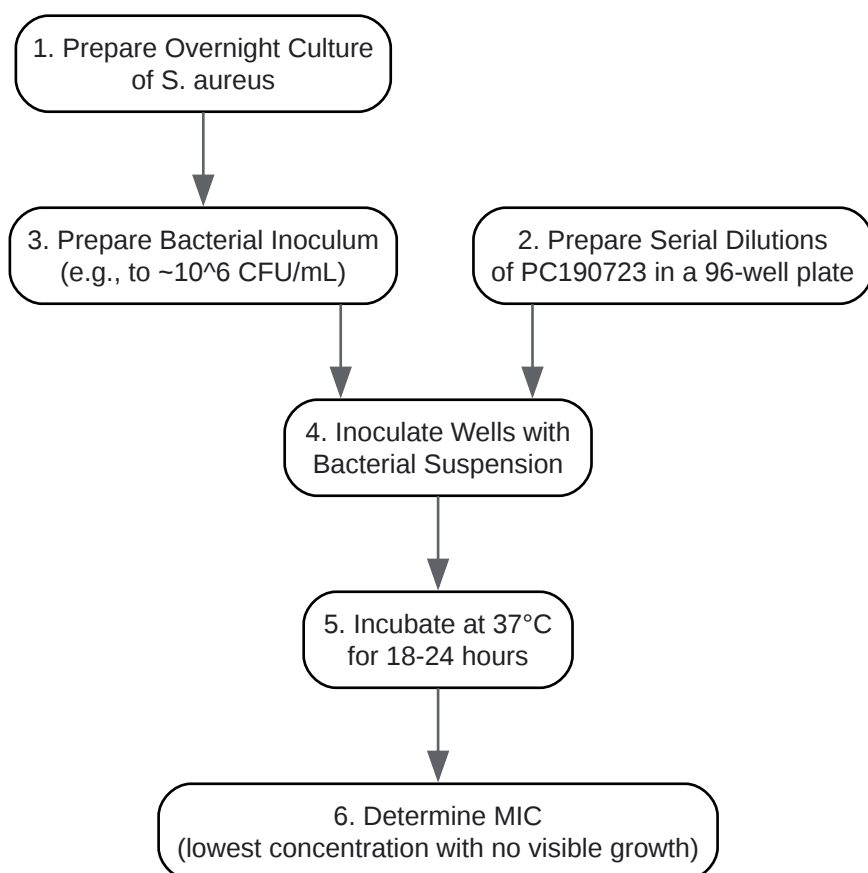 1. Prepare Overnight Culture
of S. aureus
3. Prepare Bacterial Inoculum
(e.g., to ~10^6 CFU/mL)
2. Prepare Serial Dilutions
of PC190723 in a 96-well plate
4. Inoculate Wells with
Bacterial Suspension
5. Incubate at 37°C
for 18-24 hours
6. Determine MIC
(lowest concentration with no visible growth)